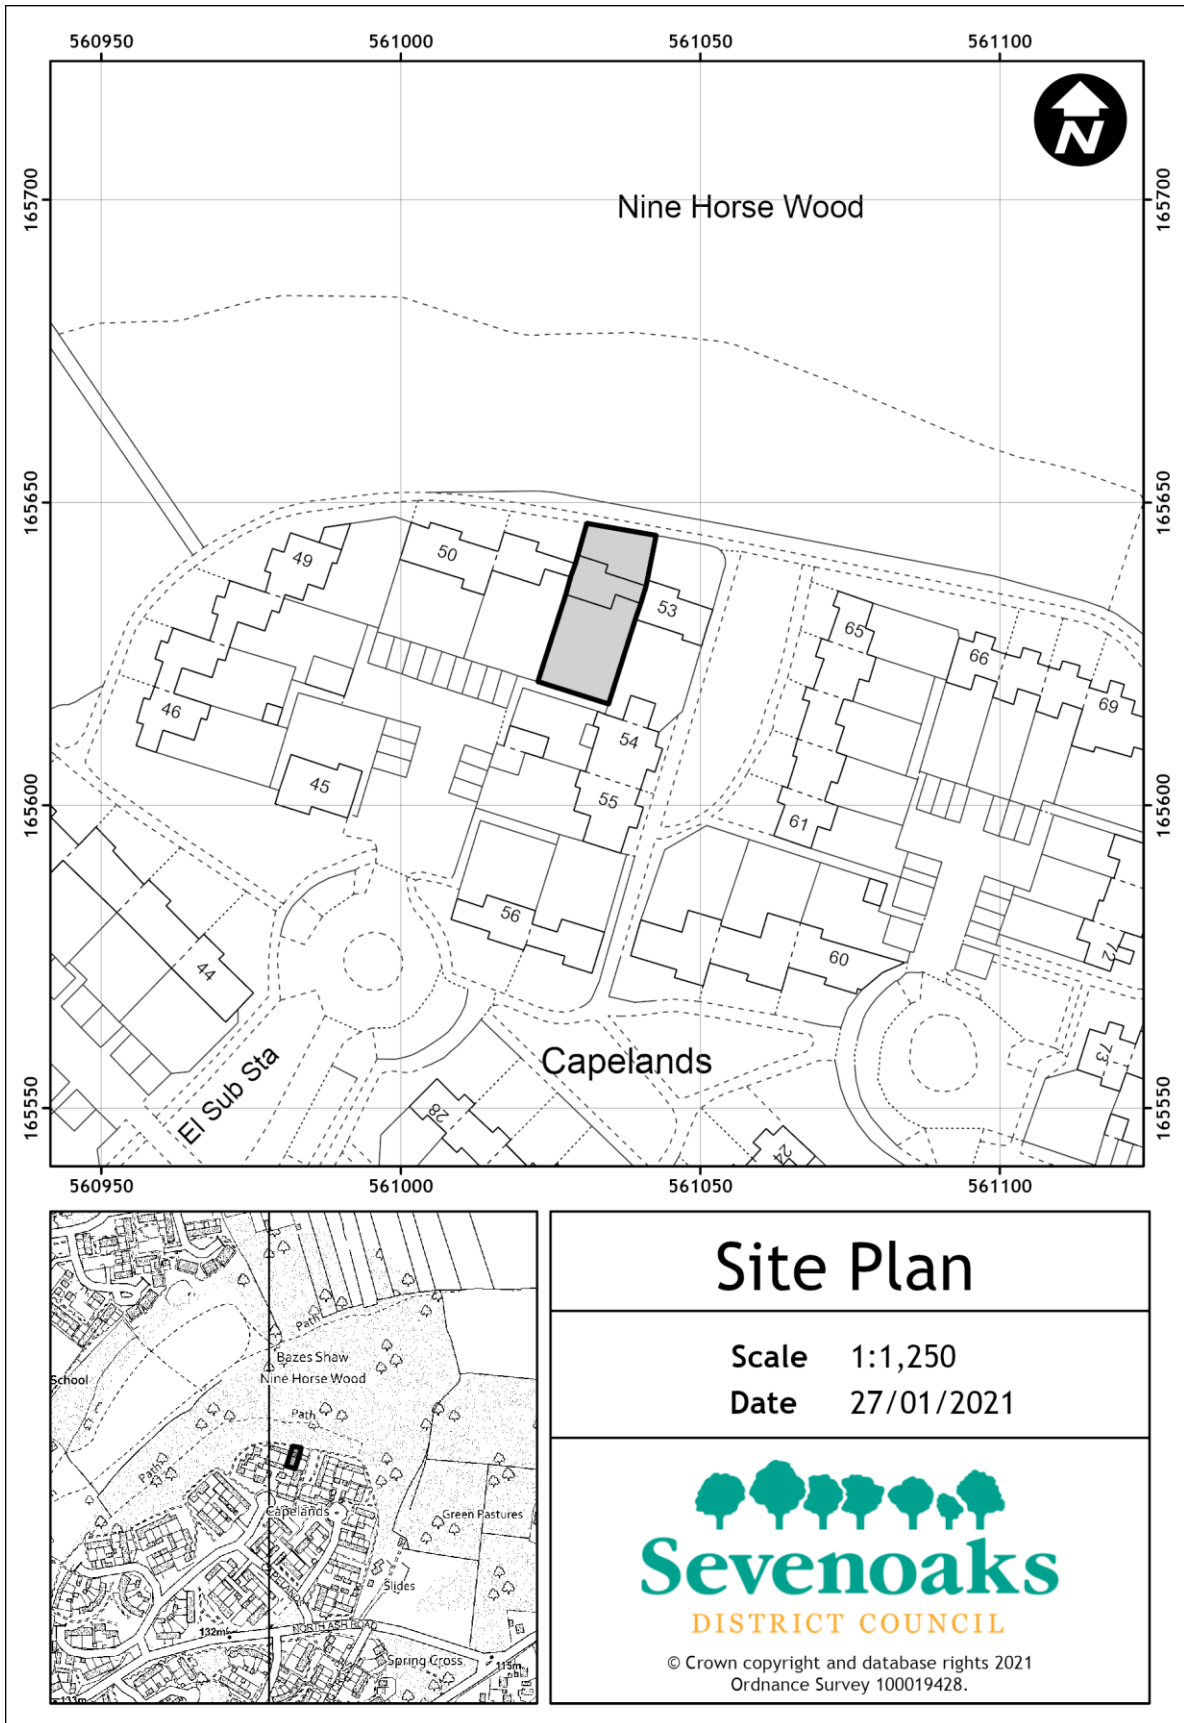 560950 561000 561050 561100
N
165700 165700
Nine Horse Wood
165650 165650
49 50 53
65 66 69
46 54
45 55 61
165600 165600
56 60 72
44
El Sub Sta
Capelands
73
28 24
165550 165550
560950 561000 561050 561100
Path
Bazes Shaw
Nine Horse Wood
School
Path
Path
Capelands
Green Pastures
Slides
NORTH ASH ROAD
132m
Spring Cross
115m
133m
Site Plan
Scale 1:1,250
Date 27/01/2021
Sevenoaks
DISTRICT COUNCIL
© Crown copyright and database rights 2021
Ordnance Survey 100019428.